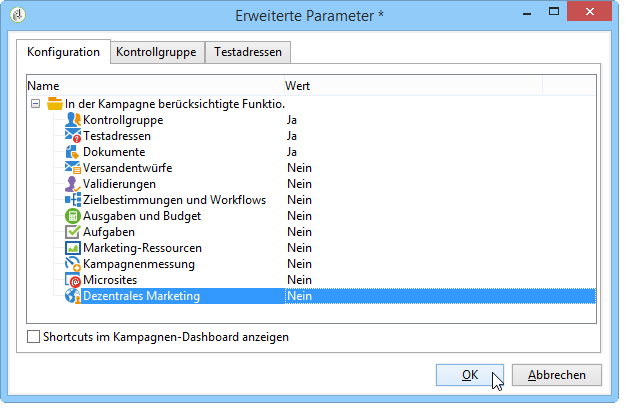 Erweiterte Parameter *
Konfiguration Kontrollgruppe Testadressen
Name Wert
In der Kampagne berücksichtigte Funktio.
Kontrollgruppe Ja
Testadressen Ja
Dokumente Ja
Versandentwürfe Nein
Validierungen Nein
Zielbestimmungen und Workflows Nein
Ausgaben und Budget Nein
Aufgaben Nein
Marketing-Ressourcen Nein
Kampagnenmessung Nein
Microsites Nein
Dezentrales Marketing Nein
Shortcuts im Kampagnen-Dashboard anzeigen
OK Abbrechen